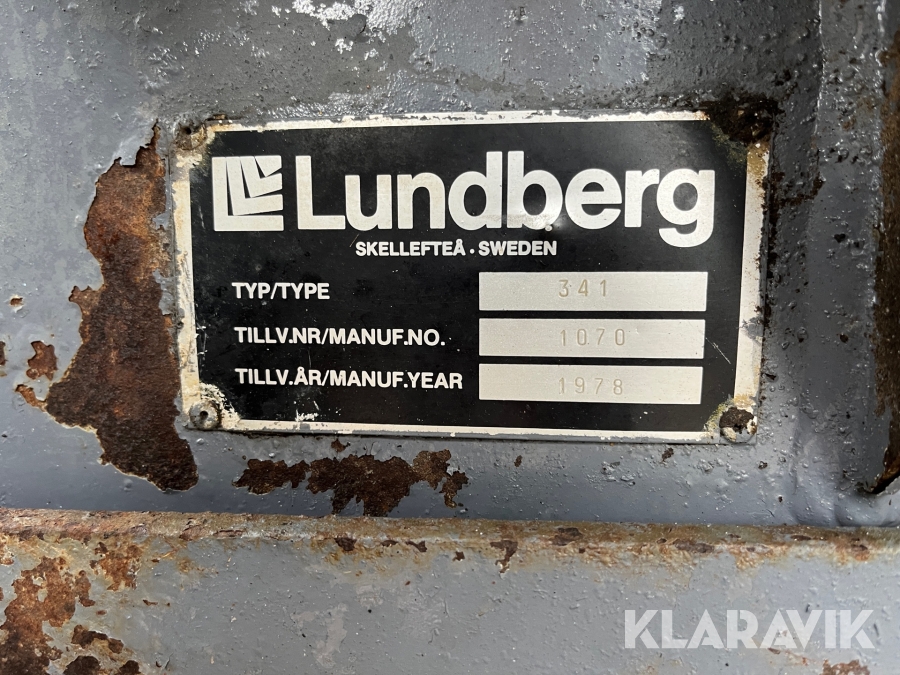 Lundberg
SKELLEFTEÅ · SWEDEN
TYP/TYPE 341
TILLV.NR/MANUF.NO. 1070
TILLV.ÅR/MANUF.YEAR 1978
KLARAVIK